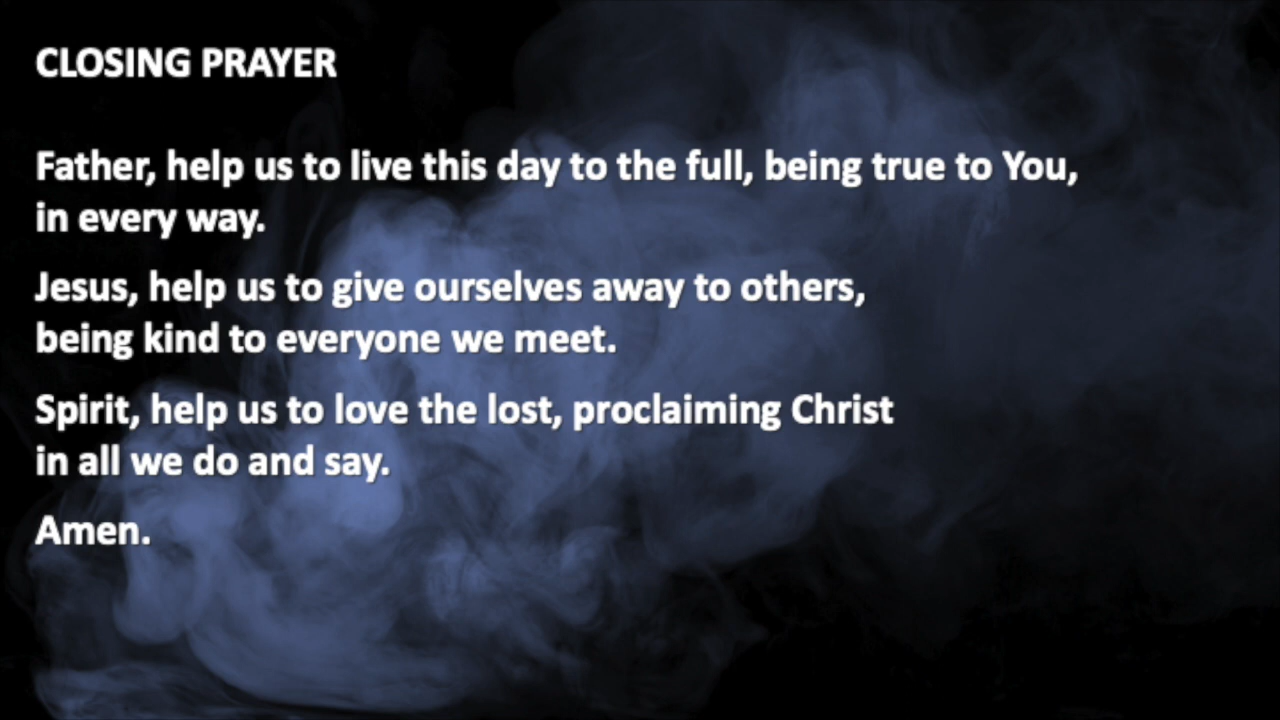 CLOSING PRAYER
Father, help us to live this day to the full, being true to You,
in every way.
Jesus, help us to give ourselves away to others,
being kind to everyone we meet.
Spirit, help us to love the lost, proclaiming Christ
in all we do and say.
Amen.